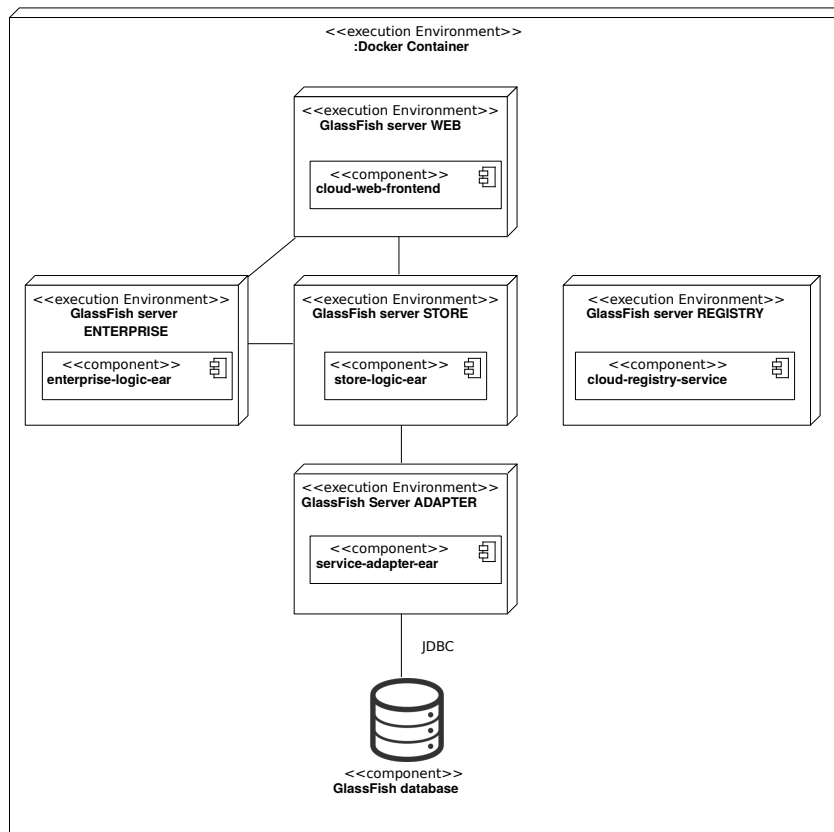 <<execution Environment>>
:Docker Container
<<execution Environment>>
GlassFish server WEB
<<component>>
cloud-web-frontend
<<execution Environment>>
GlassFish server
ENTERPRISE
<<component>>
enterprise-logic-ear
<<execution Environment>>
GlassFish server STORE
<<component>>
store-logic-ear
<<execution Environment>>
GlassFish server REGISTRY
<<component>>
cloud-registry-service
<<execution Environment>>
GlassFish Server ADAPTER
<<component>>
service-adapter-ear
JDBC
<<component>>
GlassFish database